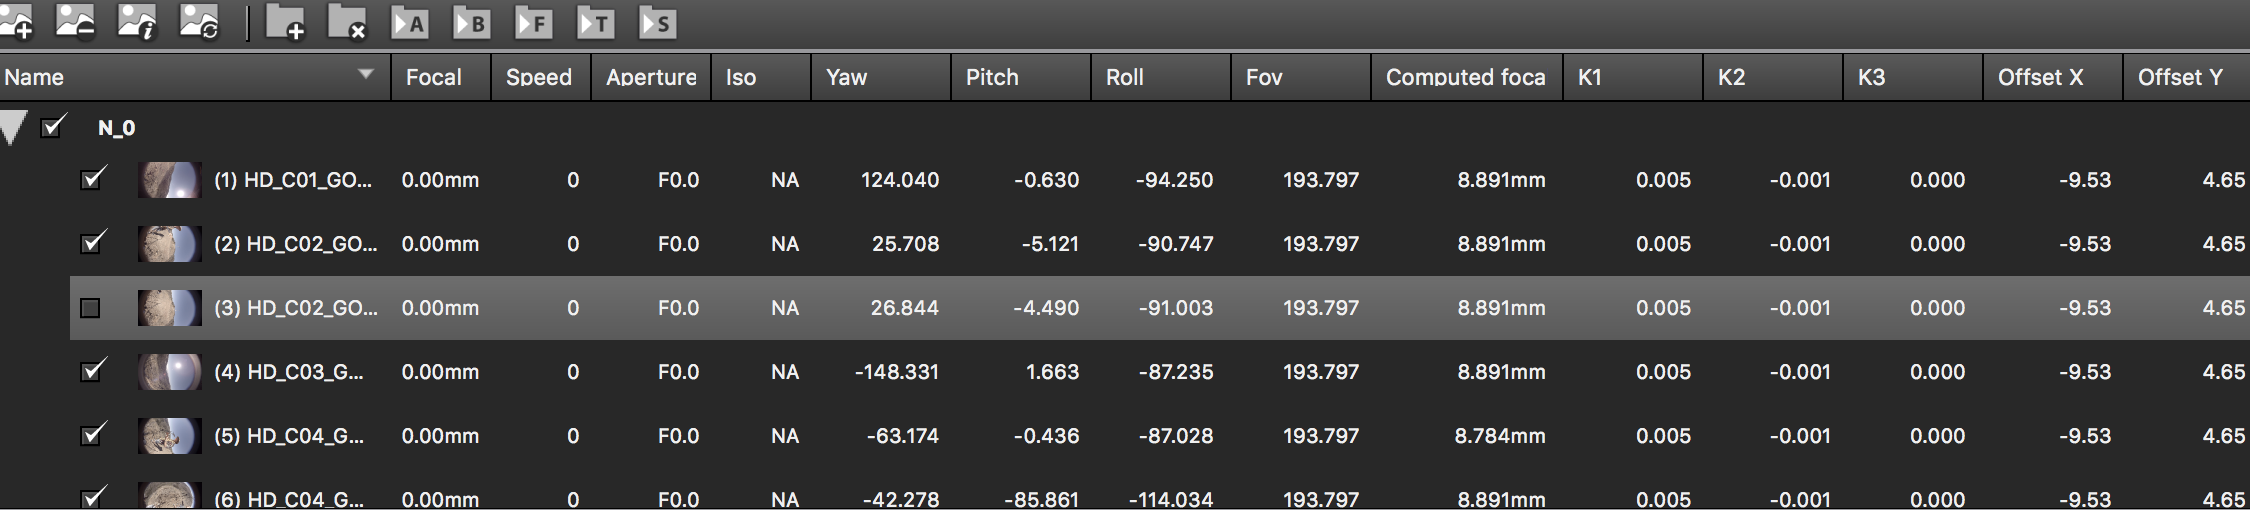 A B F T S
Name Focal Speed Aperture Iso Yaw Pitch Roll Fov Computed foca K1 K2 K3 Offset X Offset Y
N_0
(1) HD_C01_GO... 0.00mm 0 F0.0 NA 124.040 -0.630 -94.250 193.797 8.891mm 0.005 -0.001 0.000 -9.53 4.65
(2) HD_C02_GO... 0.00mm 0 F0.0 NA 25.708 -5.121 -90.747 193.797 8.891mm 0.005 -0.001 0.000 -9.53 4.65
(3) HD_C02_GO... 0.00mm 0 F0.0 NA 26.844 -4.490 -91.003 193.797 8.891mm 0.005 -0.001 0.000 -9.53 4.65
(4) HD_C03_G... 0.00mm 0 F0.0 NA -148.331 1.663 -87.235 193.797 8.891mm 0.005 -0.001 0.000 -9.53 4.65
(5) HD_C04_G... 0.00mm 0 F0.0 NA -63.174 -0.436 -87.028 193.797 8.784mm 0.005 -0.001 0.000 -9.53 4.65
(6) HD_C04_G... 0.00mm 0 F0.0 NA -42.278 -85.861 -114.034 193.797 8.891mm 0.005 -0.001 0.000 -9.53 4.65